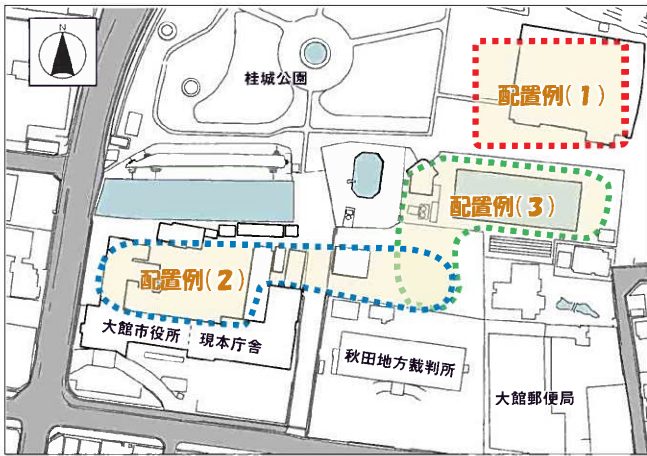 N
桂城公園
配置例(1)
配置例(3)
配置例(2)
大館市役所 現本庁舎
秋田地方裁判所
大館郵便局